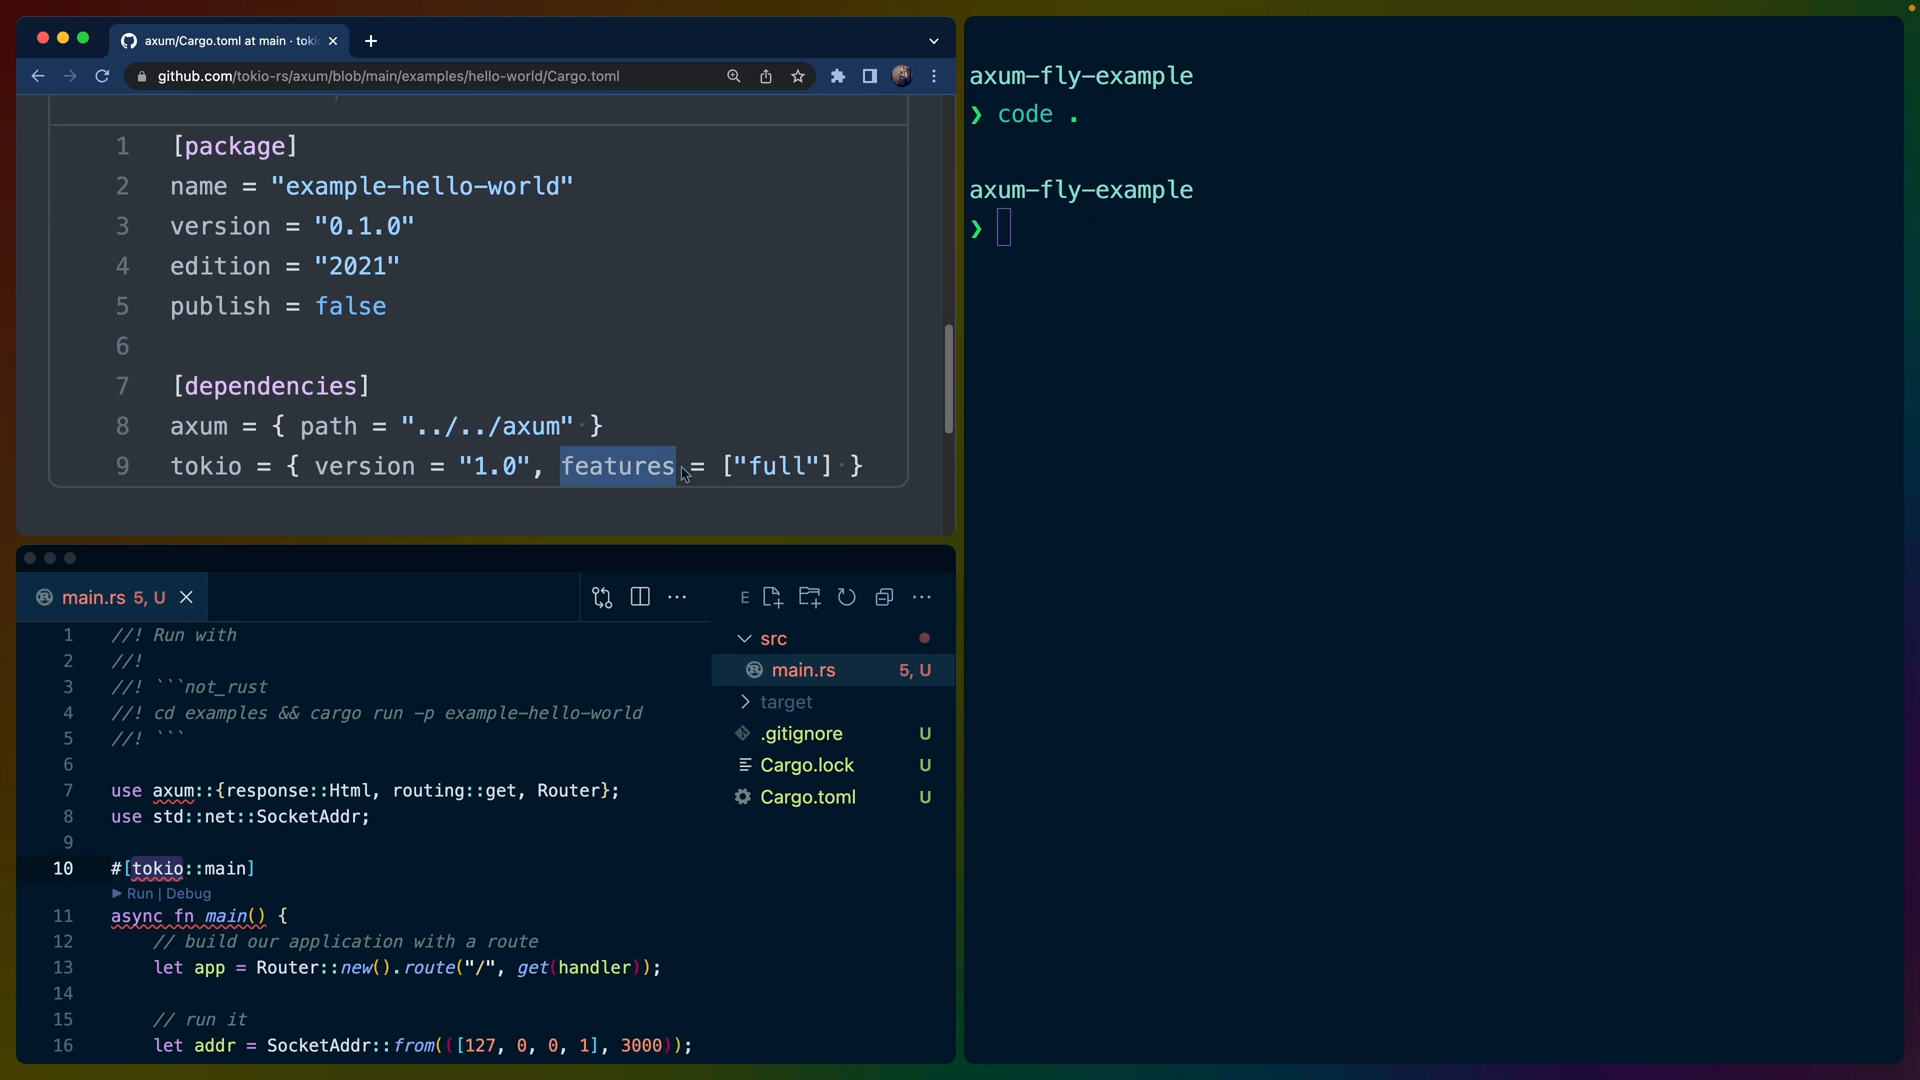 axum/Cargo.toml at main · toki
github.com/tokio-rs/axum/blob/main/examples/hello-world/Cargo.toml
1 [package]
2 name = "example-hello-world"
3 version = "0.1.0"
4 edition = "2021"
5 publish = false
6
7 [dependencies]
8 axum = { path = "../../axum" }
9 tokio = { version = "1.0", features = ["full"] }
main.rs 5, U
1 //! Run with
2 //!
3 //! ```not_rust
4 //! cd examples && cargo run -p example-hello-world
5 //! ```
6
7 use axum::{response::Html, routing::get, Router};
8 use std::net::SocketAddr;
9
10 #[tokio::main]
Run | Debug
11 async fn main() {
12 // build our application with a route
13 let app = Router::new().route("/", get(handler));
14
15 // run it
16 let addr = SocketAddr::from(([127, 0, 0, 1], 3000));
E
src
main.rs 5, U
target
.gitignore U
Cargo.lock U
Cargo.toml U
axum-fly-example
❯ code .
axum-fly-example
❯